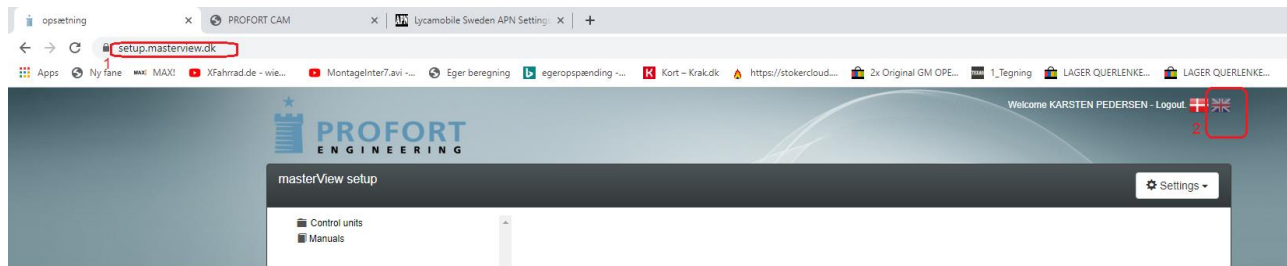 opsætning
PROFORT CAM
Lycamobile Sweden APN Setting
1
setup.masterview.dk
Apps
Ny fane
MAX!
MAX!
XFahrrad.de - wie...
MontageInter7.avi -...
Eger beregning
egeropspænding -...
K
Kort – Krak.dk
https://stokercloud....
2x Original GM OPE...
1_Tegning
LAGER QUERLENKE...
LAGER QUERLENKE...
PROFORT
ENGINEERING
Welcome KARSTEN PEDERSEN - Logout.
2
masterView setup
Settings
Control units
Manuals